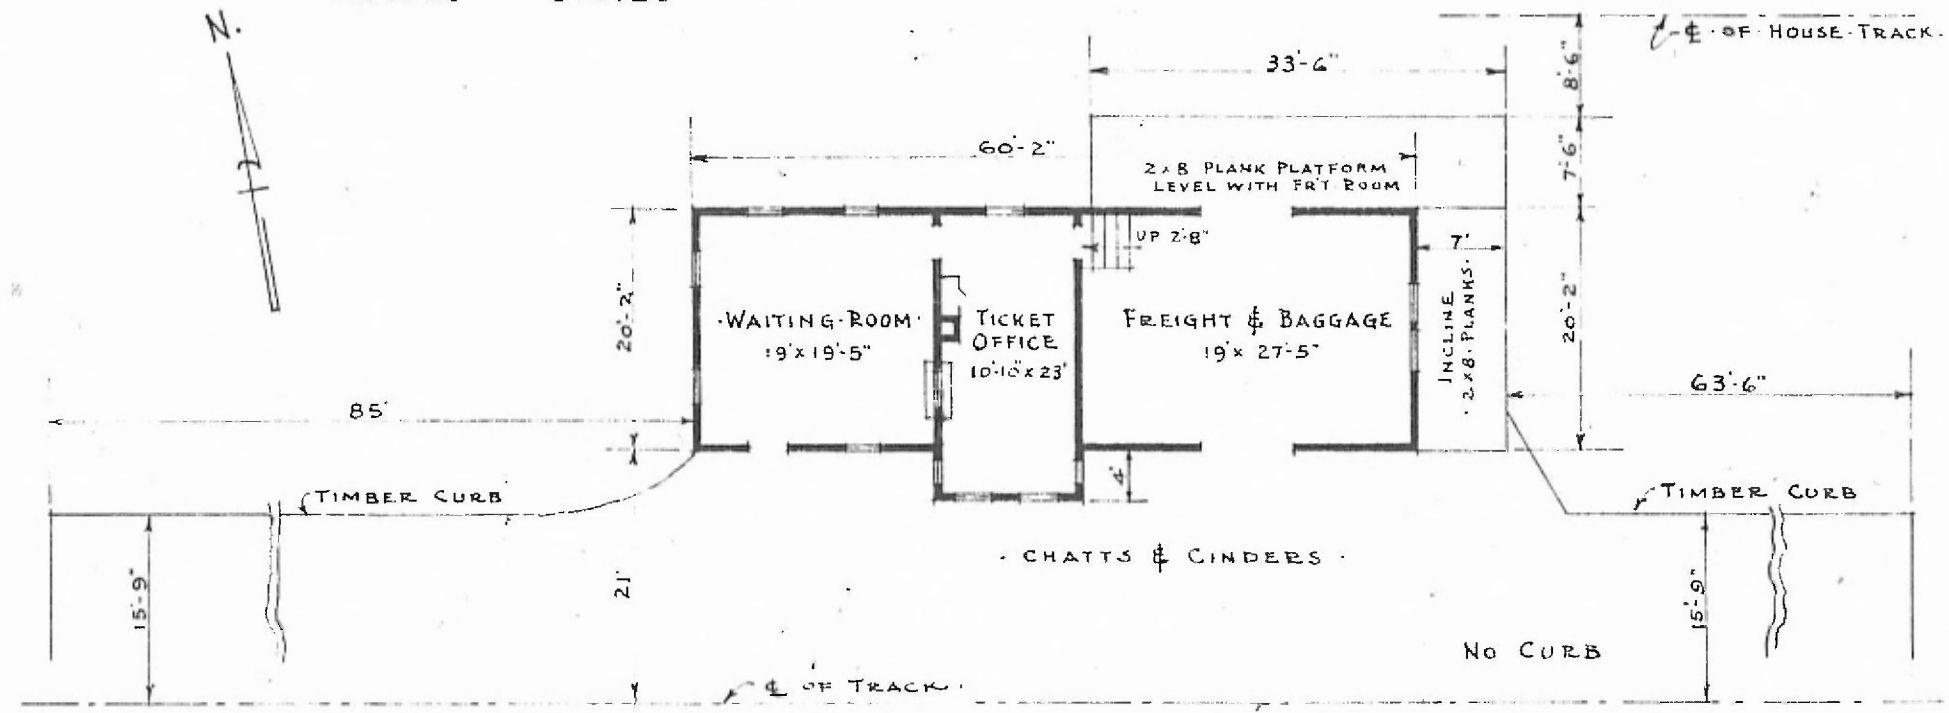 N.
₵ · OF · HOUSE · TRACK ·
33'-6"
8'-6"
60'-2"
7'-6"
2x8 PLANK PLATFORM
LEVEL WITH FR'T ROOM
UP 2'-8"
7'
20'-2"
· WAITING · ROOM ·
19' x 19'-5"
TICKET
OFFICE
10'-10" x 23'
FREIGHT & BAGGAGE
19' x 27'-5"
INCLINE
· 2x8 · PLANKS ·
20'-2"
85'
63'-6"
4'
TIMBER CURB
TIMBER CURB
· CHATTS & CINDERS ·
15'-9"
21'
15'-9"
NO CURB
₵ OF TRACK ·